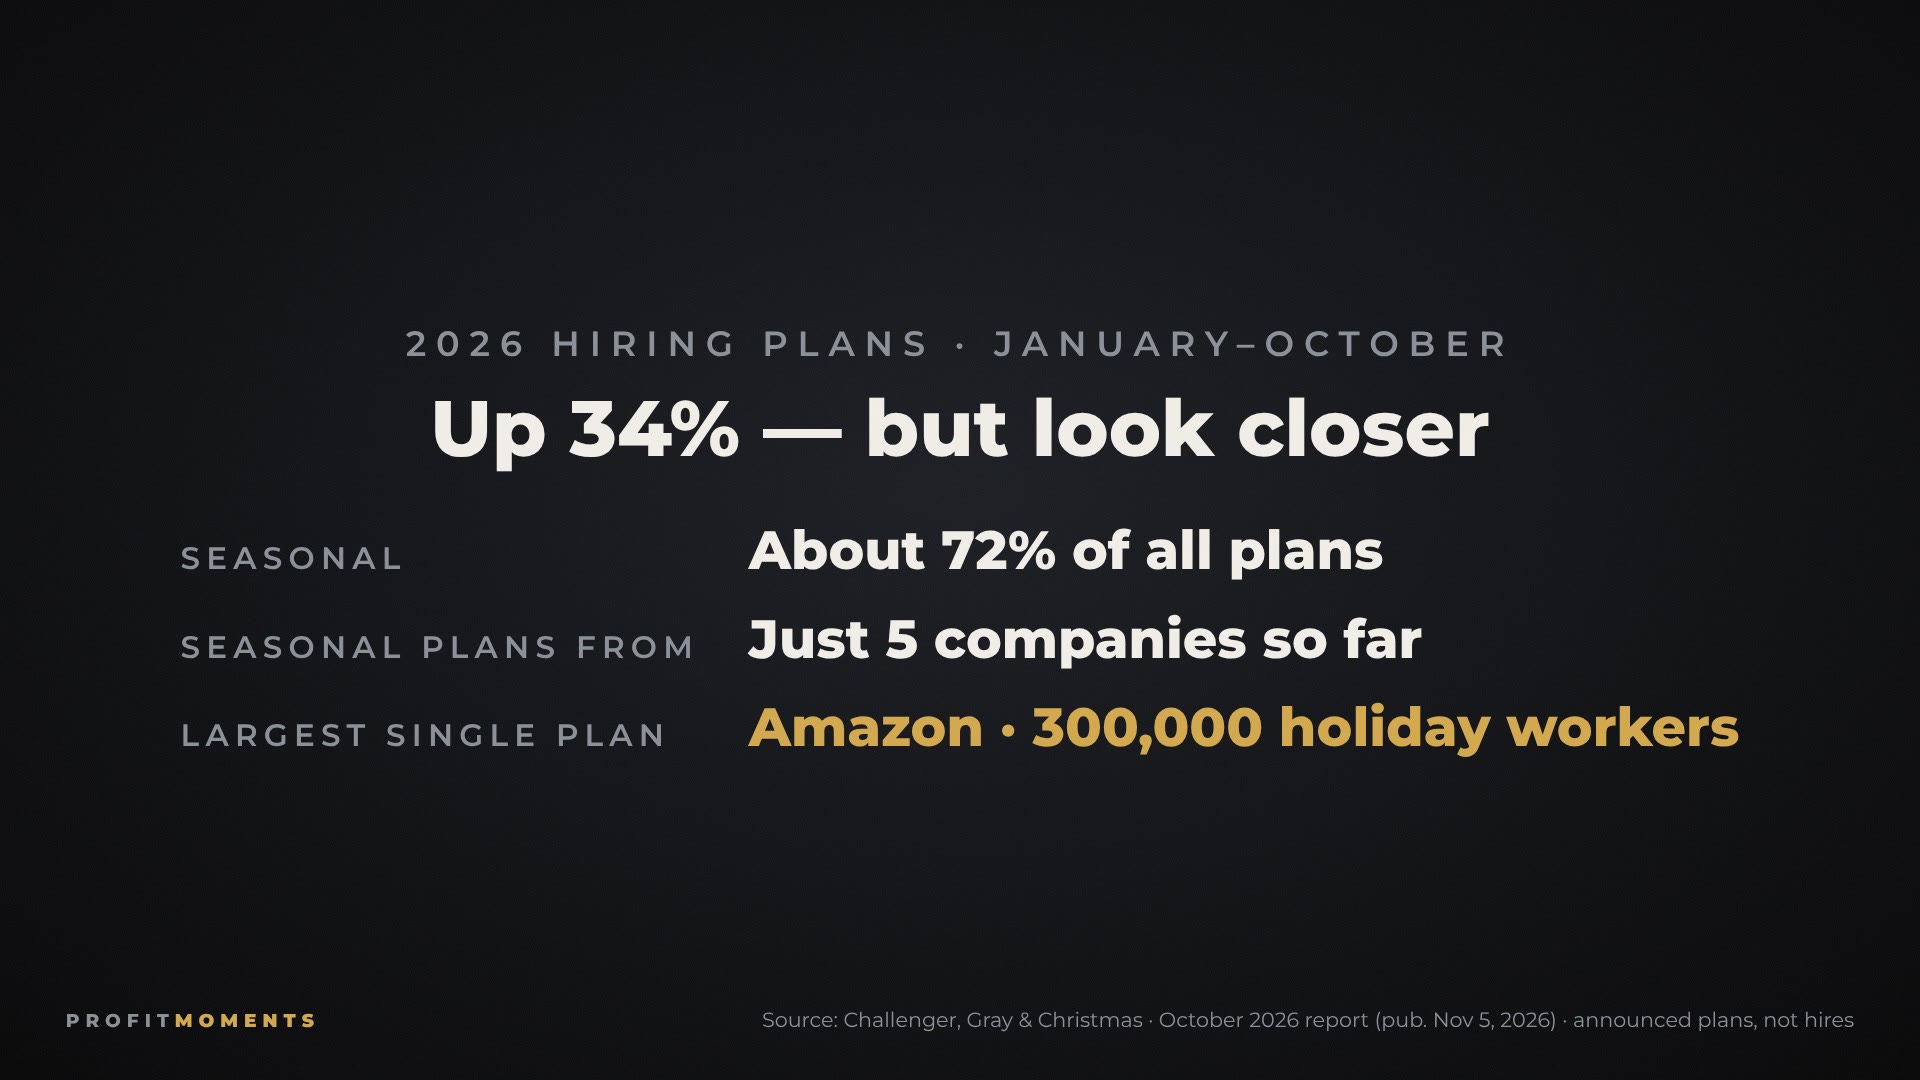 2026 HIRING PLANS · JANUARY–OCTOBER
Up 34% — but look closer
SEASONAL About 72% of all plans
SEASONAL PLANS FROM Just 5 companies so far
LARGEST SINGLE PLAN Amazon · 300,000 holiday workers
PROFITMOMENTS Source: Challenger, Gray & Christmas · October 2026 report (pub. Nov 5, 2026) · announced plans, not hires